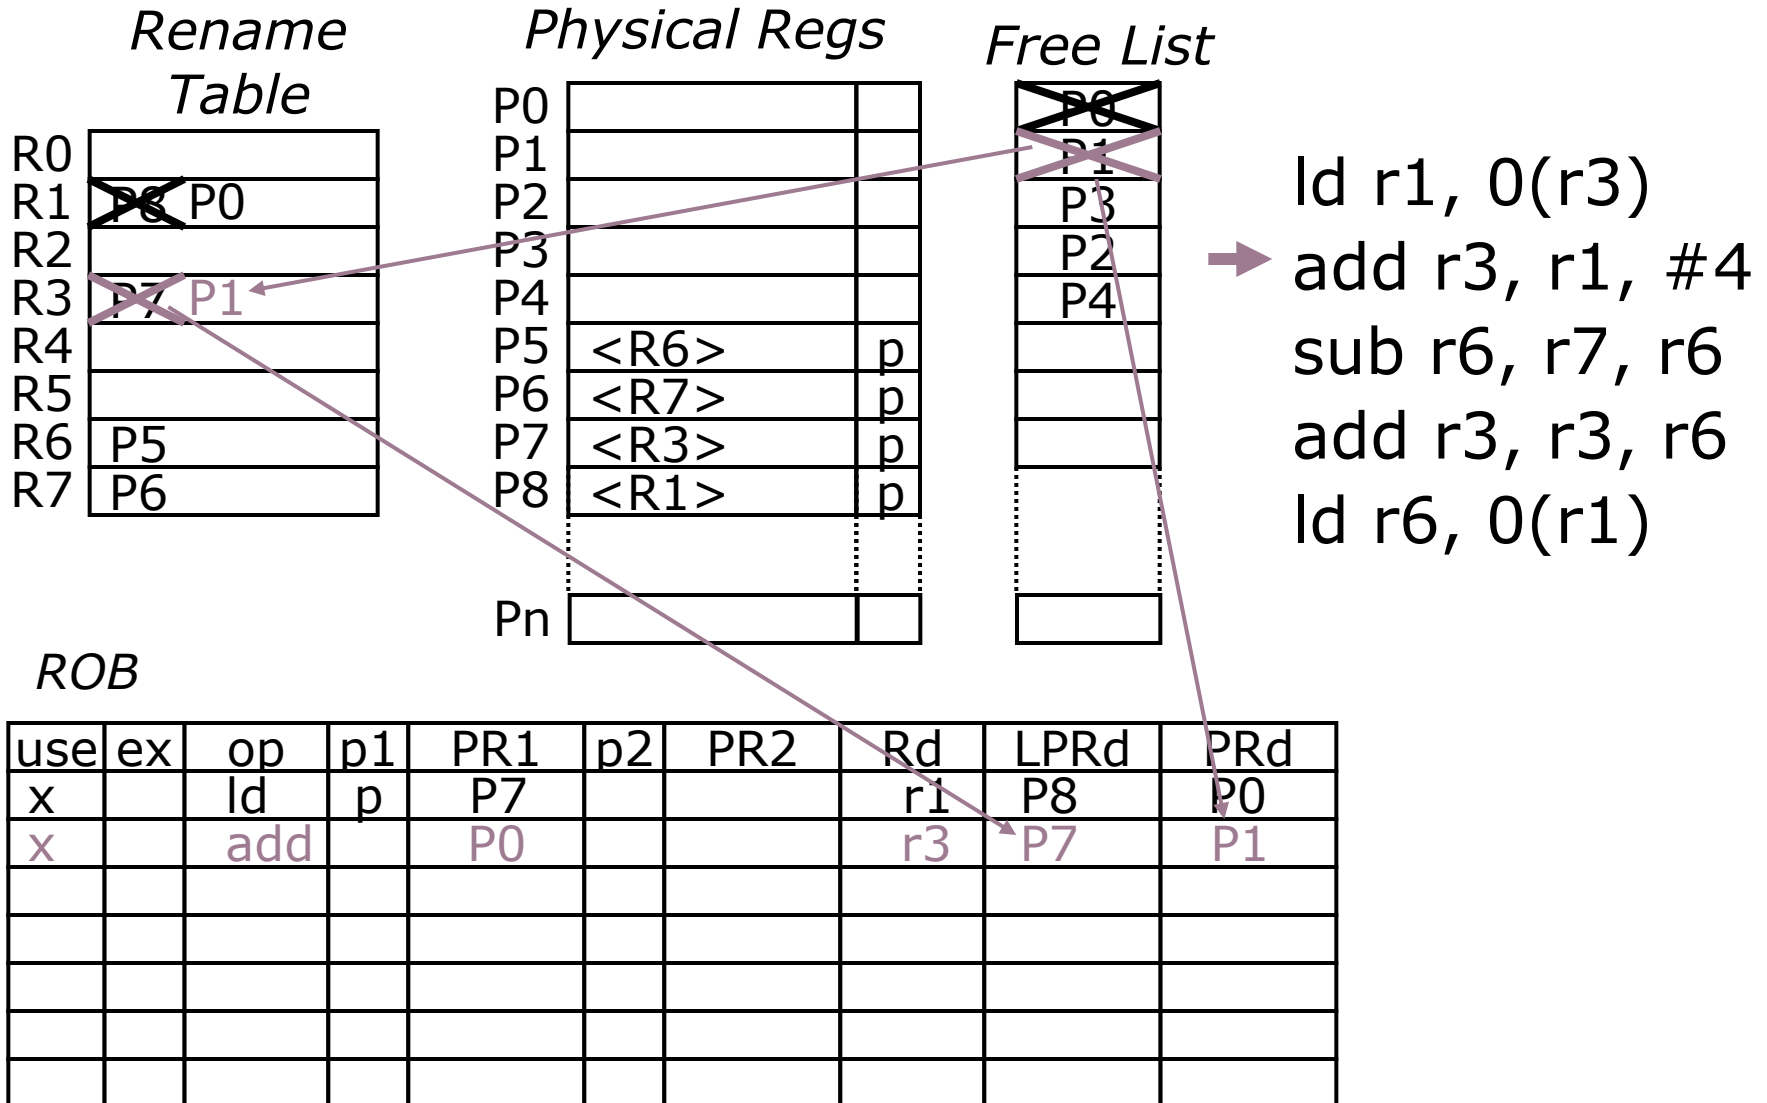 Rename Table
R0
R1 P8 P0
R2
R3 P7 P1
R4
R5
R6 P5
R7 P6
Physical Regs
P0
P1
P2
P3
P4
P5 <R6> p
P6 <R7> p
P7 <R3> p
P8 <R1> p
Pn
Free List
P0
P1
P3
P2
P4
ld r1, 0(r3)
add r3, r1, #4
sub r6, r7, r6
add r3, r3, r6
ld r6, 0(r1)
ROB
use ex op p1 PR1 p2 PR2 Rd LPRd PRd
x ld p P7 r1 P8 P0
x add P0 r3 P7 P1